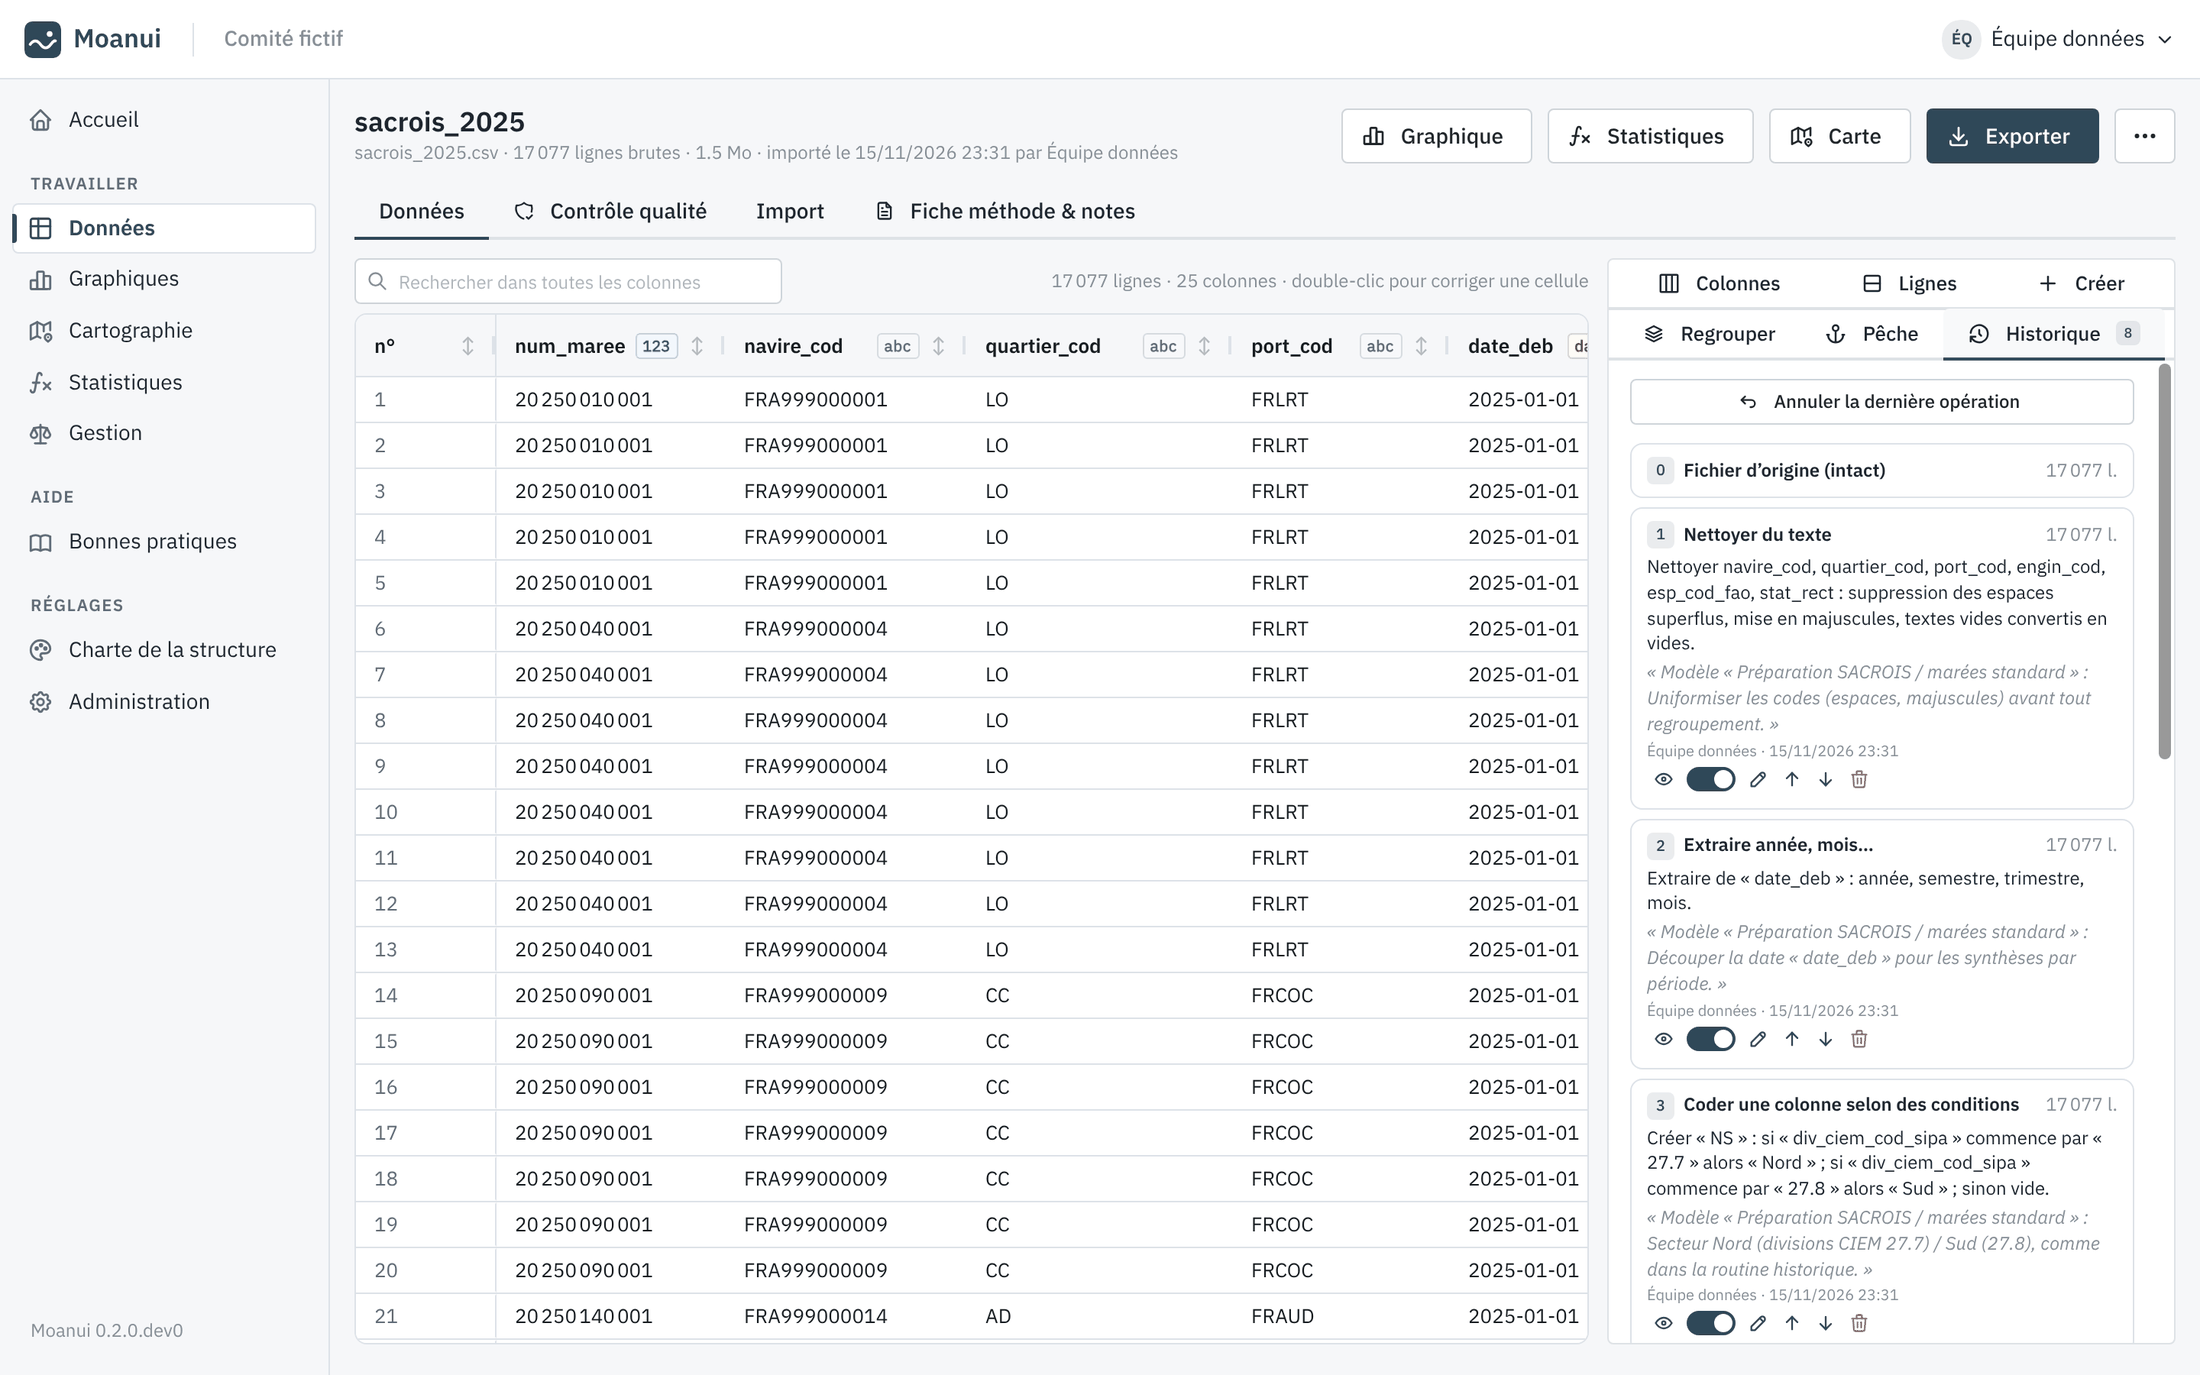 Moanui
Comité fictif
ÉQ Équipe données
Accueil
TRAVAILLER
Données
Graphiques
Cartographie
Statistiques
Gestion
AIDE
Bonnes pratiques
RÉGLAGES
Charte de la structure
Administration
Moanui 0.2.0.dev0
sacrois_2025
sacrois_2025.csv · 17 077 lignes brutes · 1.5 Mo · importé le 15/11/2026 23:31 par Équipe données
Graphique
Statistiques
Carte
Exporter
Données
Contrôle qualité
Import
Fiche méthode & notes
Rechercher dans toutes les colonnes
17 077 lignes · 25 colonnes · double-clic pour corriger une cellule
n° num_maree 123 navire_cod abc quartier_cod abc port_cod abc date_deb
1 20 250 010 001 FRA999000001 LO FRLRT 2025-01-01
2 20 250 010 001 FRA999000001 LO FRLRT 2025-01-01
3 20 250 010 001 FRA999000001 LO FRLRT 2025-01-01
4 20 250 010 001 FRA999000001 LO FRLRT 2025-01-01
5 20 250 010 001 FRA999000001 LO FRLRT 2025-01-01
6 20 250 040 001 FRA999000004 LO FRLRT 2025-01-01
7 20 250 040 001 FRA999000004 LO FRLRT 2025-01-01
8 20 250 040 001 FRA999000004 LO FRLRT 2025-01-01
9 20 250 040 001 FRA999000004 LO FRLRT 2025-01-01
10 20 250 040 001 FRA999000004 LO FRLRT 2025-01-01
11 20 250 040 001 FRA999000004 LO FRLRT 2025-01-01
12 20 250 040 001 FRA999000004 LO FRLRT 2025-01-01
13 20 250 040 001 FRA999000004 LO FRLRT 2025-01-01
14 20 250 090 001 FRA999000009 CC FRCOC 2025-01-01
15 20 250 090 001 FRA999000009 CC FRCOC 2025-01-01
16 20 250 090 001 FRA999000009 CC FRCOC 2025-01-01
17 20 250 090 001 FRA999000009 CC FRCOC 2025-01-01
18 20 250 090 001 FRA999000009 CC FRCOC 2025-01-01
19 20 250 090 001 FRA999000009 CC FRCOC 2025-01-01
20 20 250 090 001 FRA999000009 CC FRCOC 2025-01-01
21 20 250 140 001 FRA999000014 AD FRAUD 2025-01-01
Colonnes
Lignes
Créer
Regrouper
Pêche
Historique 8
Annuler la dernière opération
0 Fichier d’origine (intact) 17 077 l.
1 Nettoyer du texte 17 077 l.
Nettoyer navire_cod, quartier_cod, port_cod, engin_cod,
esp_cod_fao, stat_rect : suppression des espaces
superflus, mise en majuscules, textes vides convertis en
vides.
« Modèle « Préparation SACROIS / marées standard » :
Uniformiser les codes (espaces, majuscules) avant tout
regroupement. »
Équipe données · 15/11/2026 23:31
2 Extraire année, mois… 17 077 l.
Extraire de « date_deb » : année, semestre, trimestre,
mois.
« Modèle « Préparation SACROIS / marées standard » :
Découper la date « date_deb » pour les synthèses par
période. »
Équipe données · 15/11/2026 23:31
3 Coder une colonne selon des conditions 17 077 l.
Créer « NS » : si « div_ciem_cod_sipa » commence par «
27.7 » alors « Nord » ; si « div_ciem_cod_sipa »
commence par « 27.8 » alors « Sud » ; sinon vide.
« Modèle « Préparation SACROIS / marées standard » :
Secteur Nord (divisions CIEM 27.7) / Sud (27.8), comme
dans la routine historique. »
Équipe données · 15/11/2026 23:31